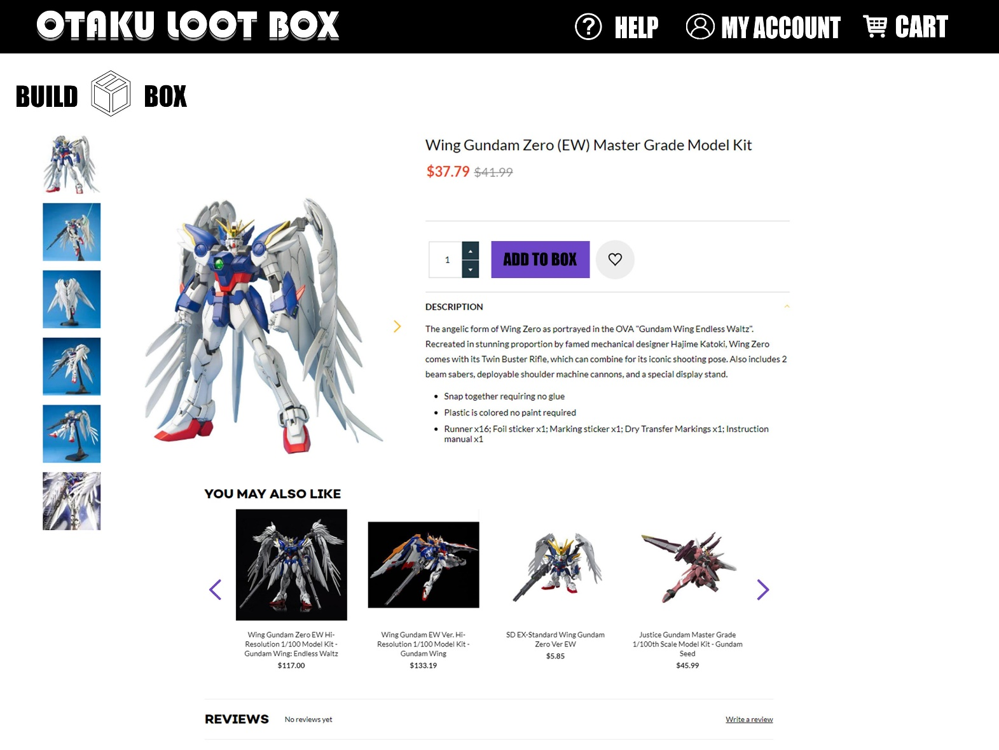 OTAKU LOOT BOX
HELP
MY ACCOUNT
CART
BUILD BOX
Wing Gundam Zero (EW) Master Grade Model Kit
$37.79 $41.99
1
ADD TO BOX
DESCRIPTION
The angelic form of Wing Zero as portrayed in the OVA "Gundam Wing Endless Waltz".
Recreated in stunning proportion by famed mechanical designer Hajime Katoki, Wing Zero
comes with its Twin Buster Rifle, which can combine for its iconic shooting pose. Also includes 2
beam sabers, deployable shoulder machine cannons, and a special display stand.
• Snap together requiring no glue
• Plastic is colored no paint required
• Runner x16; Foil sticker x1; Marking sticker x1; Dry Transfer Markings x1; Instruction
manual x1
YOU MAY ALSO LIKE
Wing Gundam Zero EW Hi-
Resolution 1/100 Model Kit -
Gundam Wing: Endless Waltz
$117.00
Wing Gundam EW Ver. Hi-
Resolution 1/100 Model Kit -
Gundam Wing
$133.19
SD EX-Standard Wing Gundam
Zero Ver EW
$5.85
Justice Gundam Master Grade
1/100th Scale Model Kit - Gundam
Seed
$45.99
REVIEWS
No reviews yet
Write a review